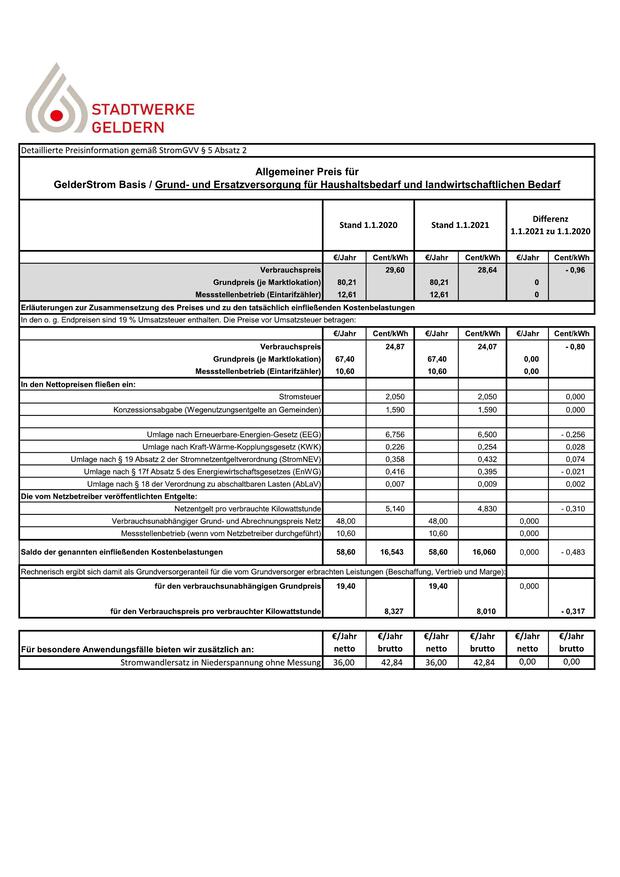 STADTWERKE
GELDERN
Detaillierte Preisinformation gemäß StromGVV § 5 Absatz 2
Allgemeiner Preis für
GelderStrom Basis / Grund- und Ersatzversorgung für Haushaltsbedarf und landwirtschaftlichen Bedarf
Stand 1.1.2020 Stand 1.1.2021 Differenz 1.1.2021 zu 1.1.2020
€/Jahr Cent/kWh €/Jahr Cent/kWh €/Jahr Cent/kWh
Verbrauchspreis 29,60 28,64 - 0,96
Grundpreis (je Marktlokation) 80,21 80,21 0
Messstellenbetrieb (Eintarifzähler) 12,61 12,61 0
Erläuterungen zur Zusammensetzung des Preises und zu den tatsächlich einfließenden Kostenbelastungen
In den o. g. Endpreisen sind 19 % Umsatzsteuer enthalten. Die Preise vor Umsatzsteuer betragen:
€/Jahr Cent/kWh €/Jahr Cent/kWh €/Jahr Cent/kWh
Verbrauchspreis 24,87 24,07 - 0,80
Grundpreis (je Marktlokation) 67,40 67,40 0,00
Messstellenbetrieb (Eintarifzähler) 10,60 10,60 0,00
In den Nettopreisen fließen ein:
Stromsteuer 2,050 2,050 0,000
Konzessionsabgabe (Wegenutzungsentgelte an Gemeinden) 1,590 1,590 0,000
Umlage nach Erneuerbare-Energien-Gesetz (EEG) 6,756 6,500 - 0,256
Umlage nach Kraft-Wärme-Kopplungsgesetz (KWK) 0,226 0,254 0,028
Umlage nach § 19 Absatz 2 der Stromnetzentgeltverordnung (StromNEV) 0,358 0,432 0,074
Umlage nach § 17f Absatz 5 des Energiewirtschaftsgesetzes (EnWG) 0,416 0,395 - 0,021
Umlage nach § 18 der Verordnung zu abschaltbaren Lasten (AbLaV) 0,007 0,009 0,002
Die vom Netzbetreiber veröffentlichten Entgelte:
Netzentgelt pro verbrauchte Kilowattstunde 5,140 4,830 - 0,310
Verbrauchsunabhängiger Grund- und Abrechnungspreis Netz 48,00 48,00 0,000
Messstellenbetrieb (wenn vom Netzbetreiber durchgeführt) 10,60 10,60 0,000
Saldo der genannten einfließenden Kostenbelastungen 58,60 16,543 58,60 16,060 0,000 - 0,483
Rechnerisch ergibt sich damit als Grundversorgeranteil für die vom Grundversorger erbrachten Leistungen (Beschaffung, Vertrieb und Marge):
für den verbrauchsunabhängigen Grundpreis 19,40 19,40 0,000
für den Verbrauchspreis pro verbrauchter Kilowattstunde 8,327 8,010 - 0,317
€/Jahr €/Jahr €/Jahr €/Jahr €/Jahr €/Jahr
Für besondere Anwendungsfälle bieten wir zusätzlich an: netto brutto netto brutto netto brutto
Stromwandlersatz in Niederspannung ohne Messung 36,00 42,84 36,00 42,84 0,00 0,00